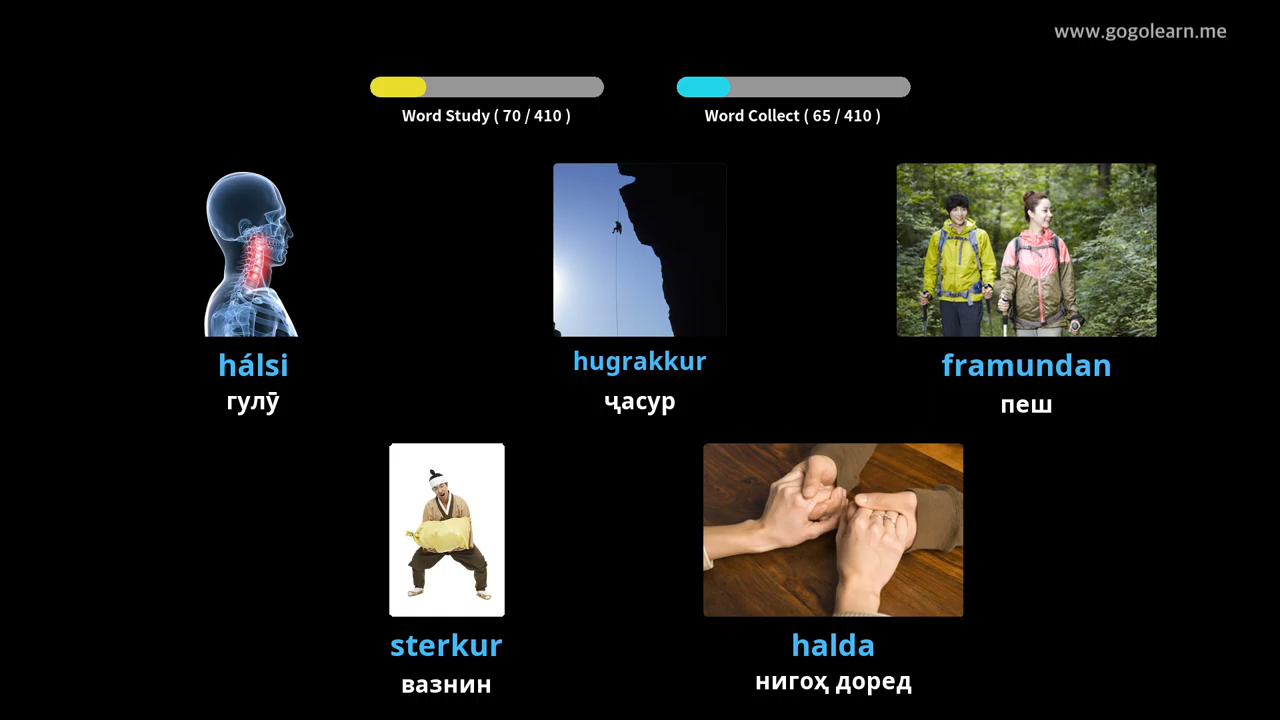 www.gogolearn.me
Word Study ( 70 / 410 )
Word Collect ( 65 / 410 )
hálsi
гулӯ
hugrakkur
ҷасур
framundan
пеш
sterkur
вазнин
halda
нигоҳ доред